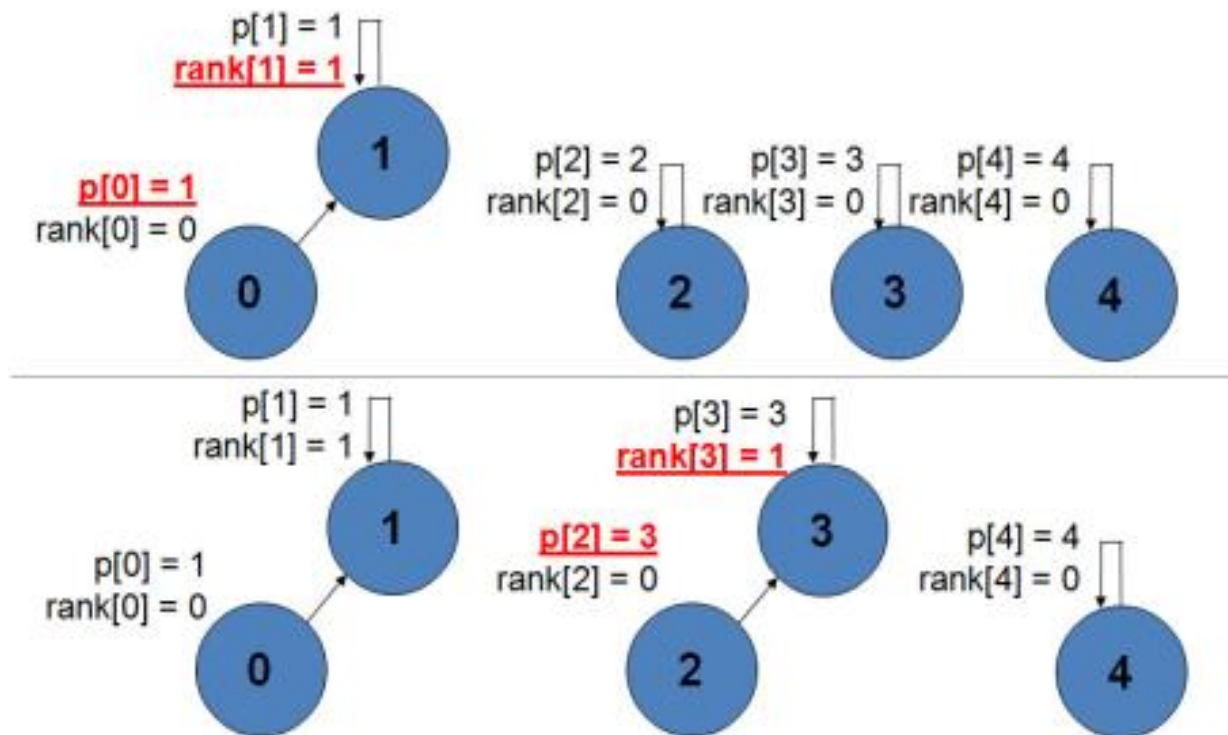 p[1] = 1
rank[1] = 1
1
p[0] = 1
rank[0] = 0
0
p[2] = 2
rank[2] = 0
2
p[3] = 3
rank[3] = 0
3
p[4] = 4
rank[4] = 0
4
p[1] = 1
rank[1] = 1
1
p[0] = 1
rank[0] = 0
0
p[3] = 3
rank[3] = 1
3
p[2] = 3
rank[2] = 0
2
p[4] = 4
rank[4] = 0
4